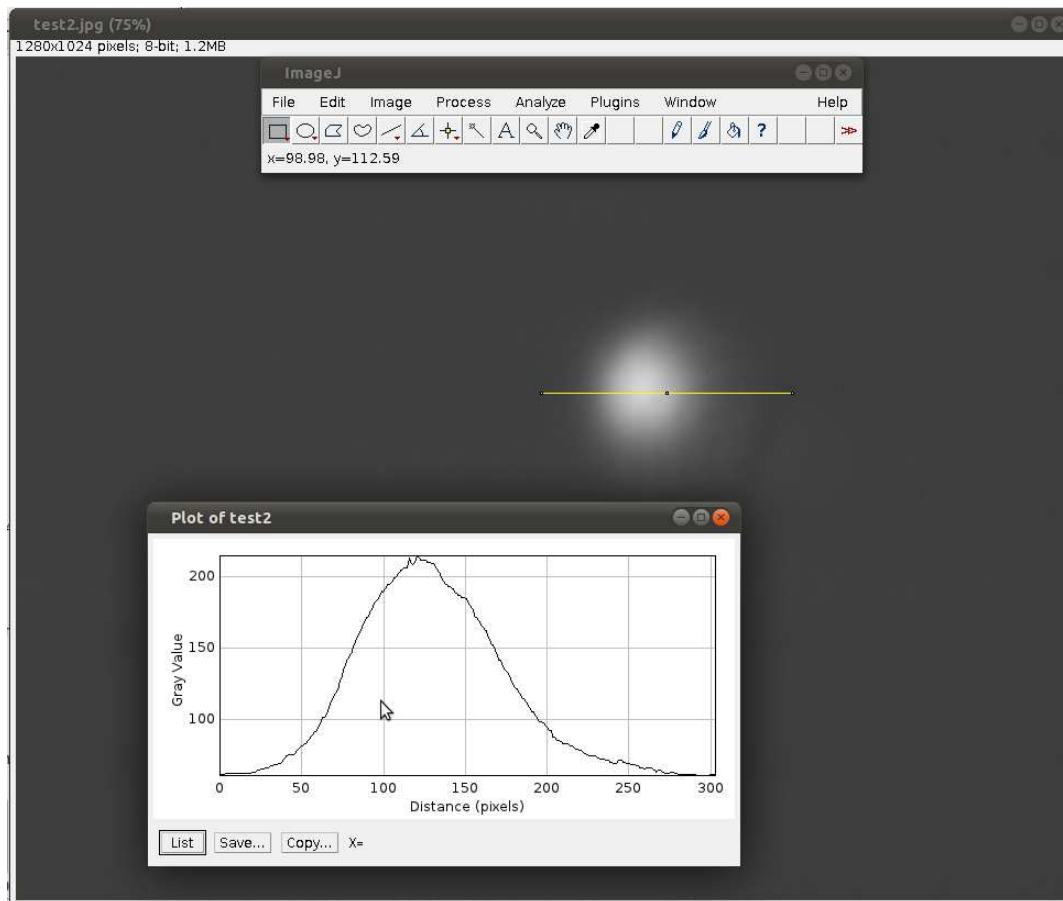 test2.jpg (75%)
1280x1024 pixels; 8-bit; 1.2MB
ImageJ
File Edit Image Process Analyze Plugins Window Help
A ?
x=98.98, y=112.59
Plot of test2
200
150
100
Gray Value
0 50 100 150 200 250 300
Distance (pixels)
List Save... Copy... X=